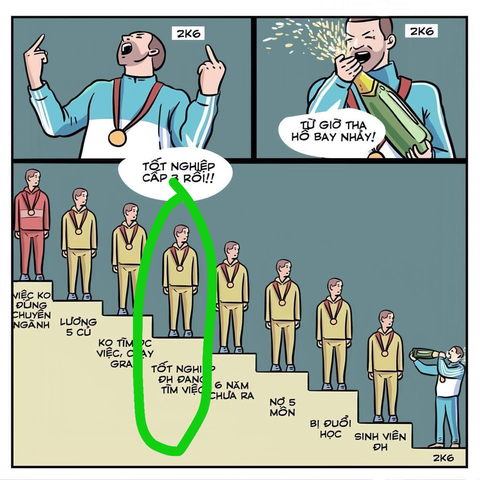 2K6
2K6
TỪ GIỜ THA
HỒ BAY NHẢY!
TỐT NGHIỆP
CẤP 3 RỒI!!
VIỆC KO
ĐÚNG
CHUYÊN
NGÀNH
LƯƠNG
5 CỦ
KO TÌM ĐC
VIỆC, CHẠY
GRAB
TỐT NGHIỆP
ĐH ĐANG
TÌM VIỆC
6 NĂM
CHƯA RA
NỢ 5
MÔN
BỊ ĐUỔI
HỌC
SINH VIÊN
ĐH
2K6